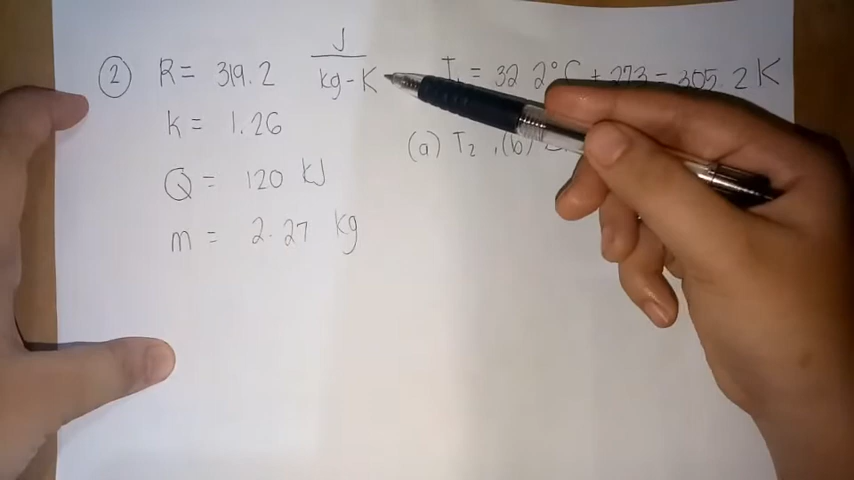 ② R = 319.2 J/kg-K T₁ = 32.2°C + 273 = 305.2 K
k = 1.26 (a) T₂ , (b)
Q = 120 kJ
m = 2.27 kg